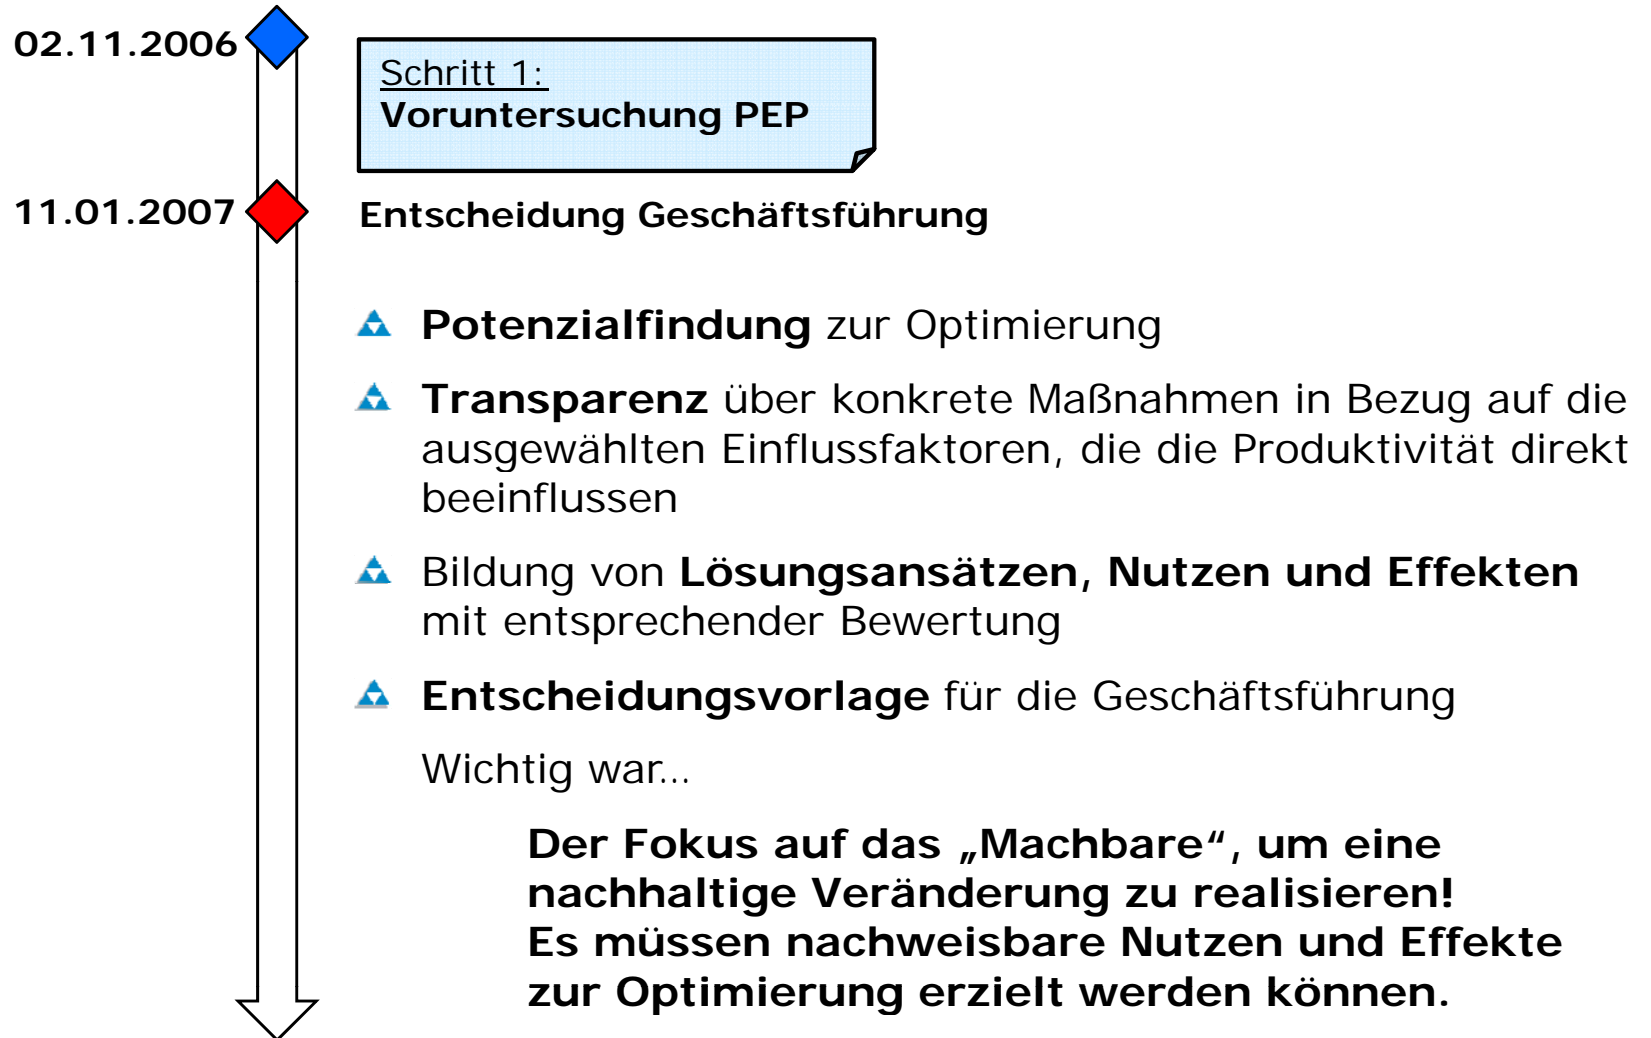 02.11.2006
Schritt 1:
Voruntersuchung PEP
11.01.2007
Entscheidung Geschäftsführung
Potenzialfindung zur Optimierung
Transparenz über konkrete Maßnahmen in Bezug auf die
ausgewählten Einflussfaktoren, die die Produktivität direkt
beeinflussen
Bildung von Lösungsansätzen, Nutzen und Effekten
mit entsprechender Bewertung
Entscheidungsvorlage für die Geschäftsführung
Wichtig war…
Der Fokus auf das „Machbare“, um eine
nachhaltige Veränderung zu realisieren!
Es müssen nachweisbare Nutzen und Effekte
zur Optimierung erzielt werden können.